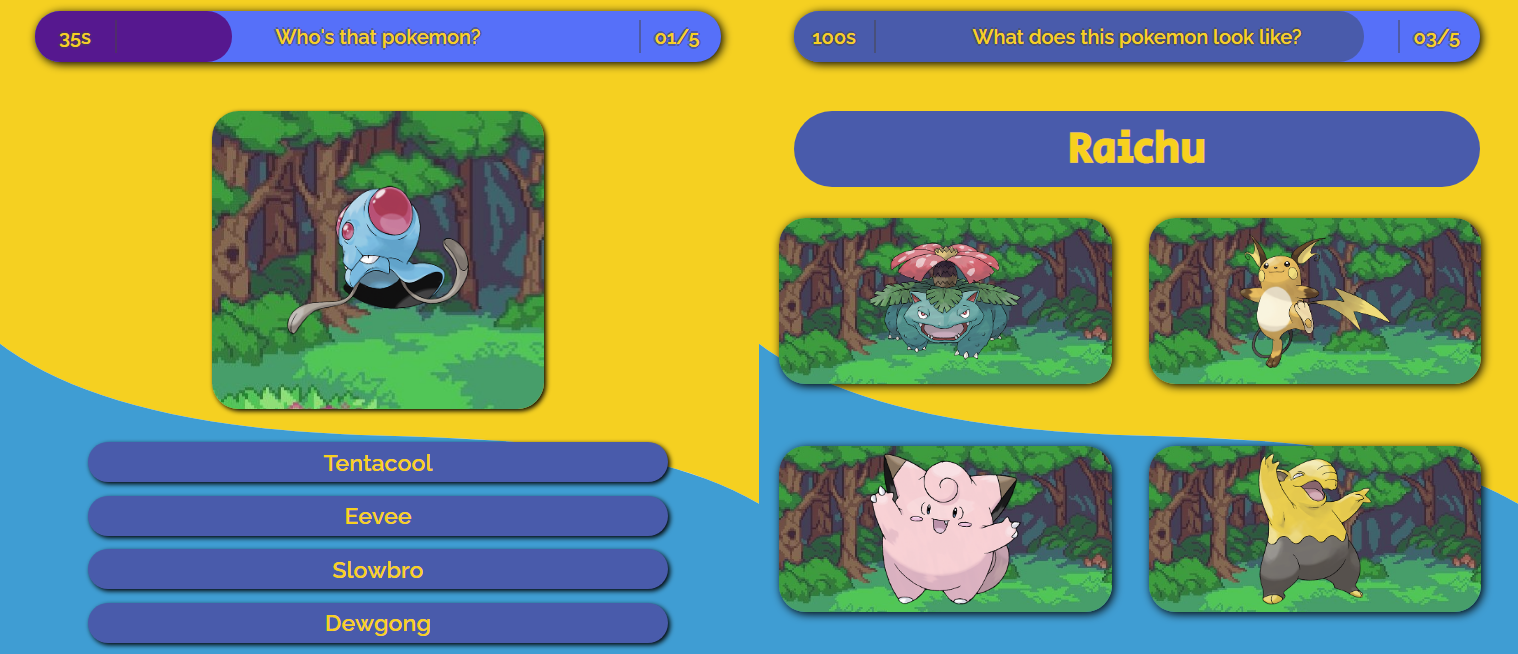 35s
Who's that pokemon?
01/5
Tentacool
Eevee
Slowbro
Dewgong
100s
What does this pokemon look like?
03/5
Raichu